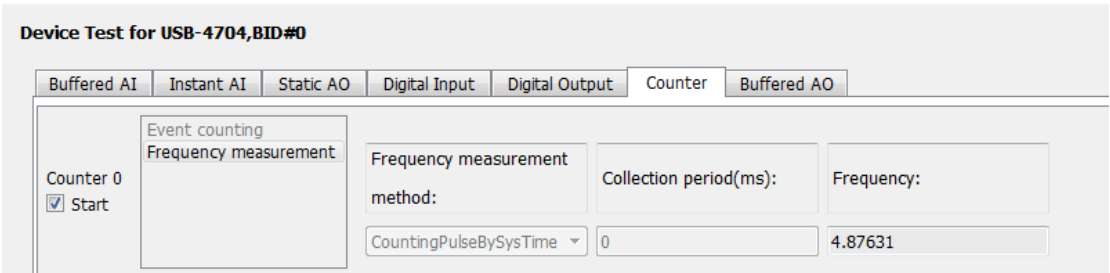 Device Test for USB-4704,BID#0
Buffered AI Instant AI Static AO Digital Input Digital Output Counter Buffered AO
Event counting
Frequency measurement
Counter 0
Start
Frequency measurement
method:
Collection period(ms):
Frequency:
CountingPulseBySysTime
0
4.87631